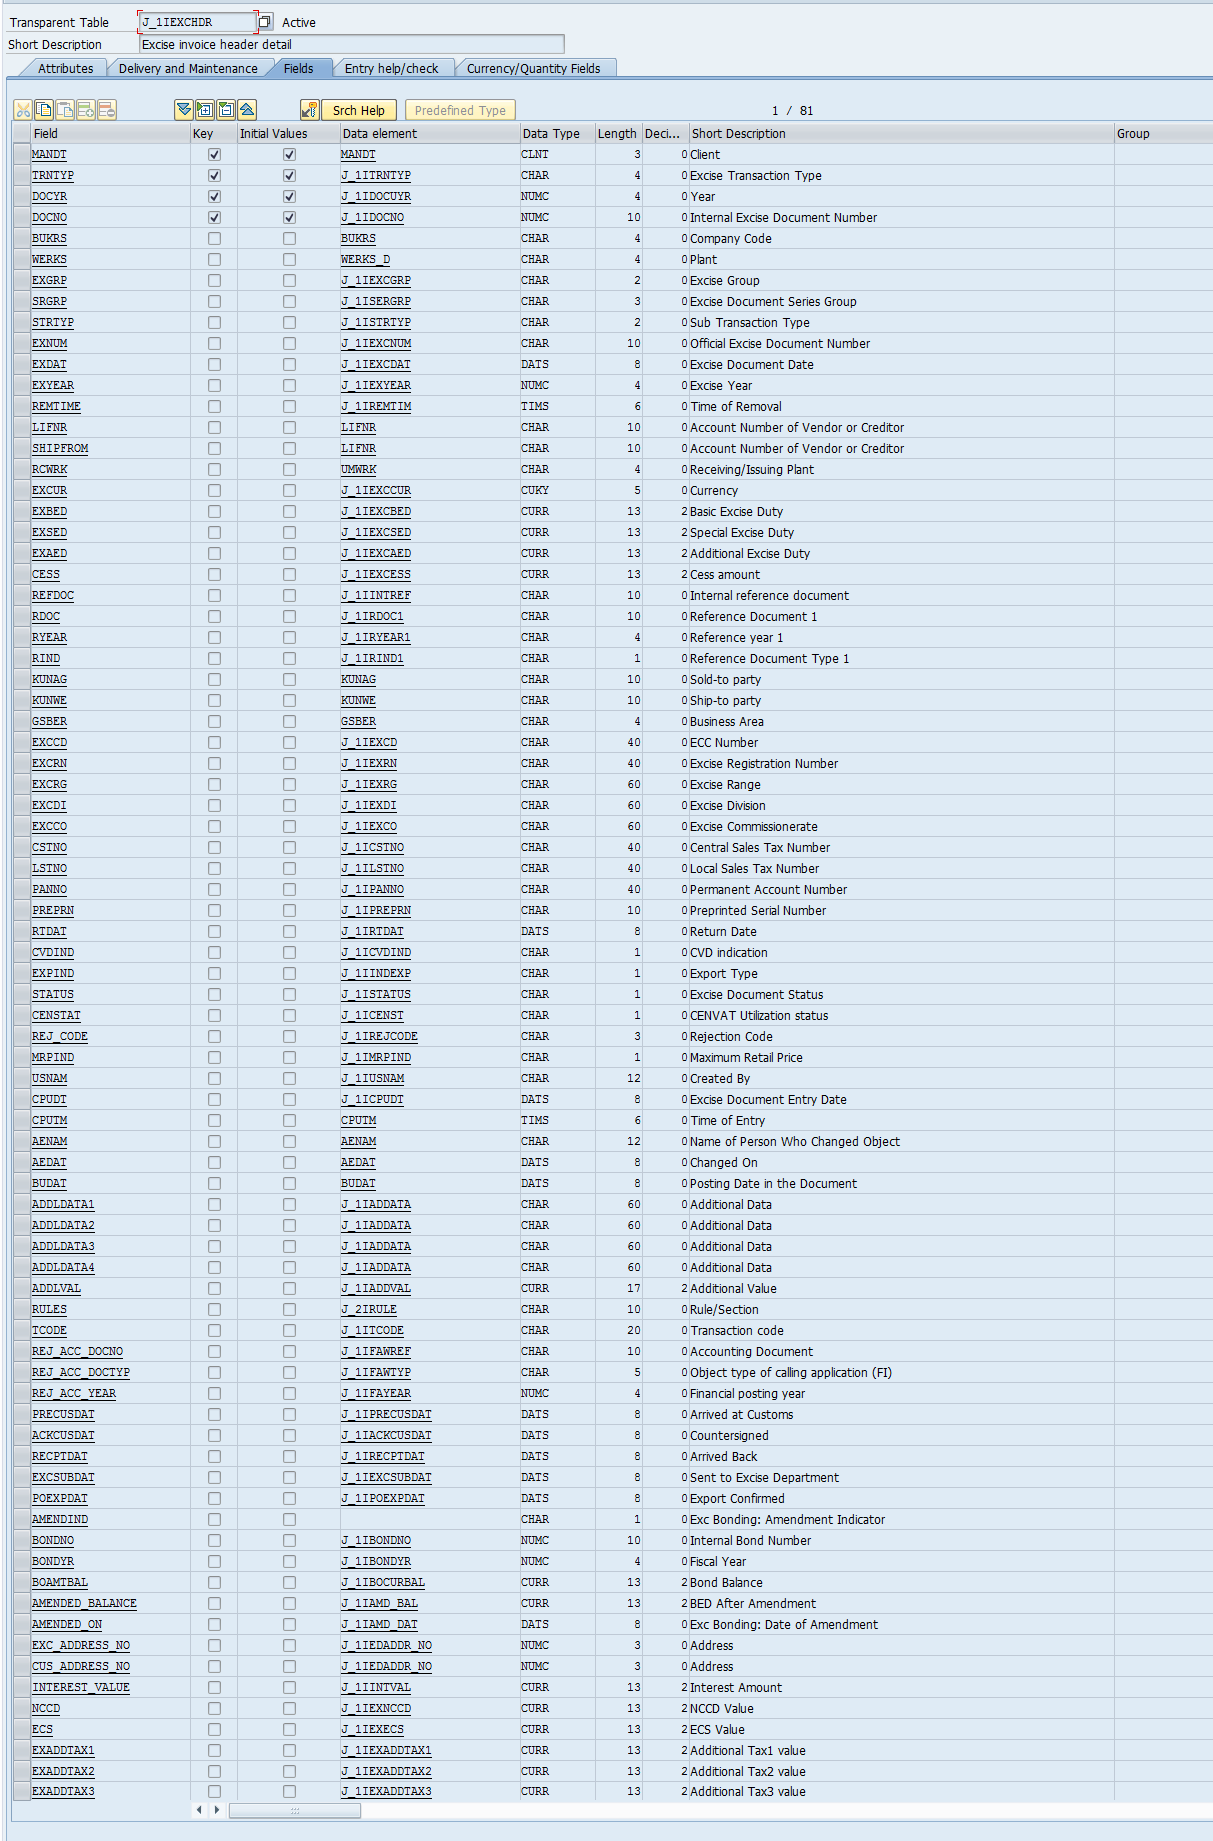 Transparent Table J_1IEXCHDR Active
Short Description Excise invoice header detail
Attributes Delivery and Maintenance Fields Entry help/check Currency/Quantity Fields
Srch Help Predefined Type 1 / 81
Field Key Initial Values Data element Data Type Length Deci... Short Description Group
MANDT MANDT CLNT 3 0 Client
TRNTYP J_1ITRNTYP CHAR 4 0 Excise Transaction Type
DOCYR J_1IDOCUYR NUMC 4 0 Year
DOCNO J_1IDOCNO NUMC 10 0 Internal Excise Document Number
BUKRS BUKRS CHAR 4 0 Company Code
WERKS WERKS_D CHAR 4 0 Plant
EXGRP J_1IEXCGRP CHAR 2 0 Excise Group
SRGRP J_1ISERGRP CHAR 3 0 Excise Document Series Group
STRTYP J_1ISTRTYP CHAR 2 0 Sub Transaction Type
EXNUM J_1IEXCNUM CHAR 10 0 Official Excise Document Number
EXDAT J_1IEXCDAT DATS 8 0 Excise Document Date
EXYEAR J_1IEXYEAR NUMC 4 0 Excise Year
REMTIME J_1IREMTIM TIMS 6 0 Time of Removal
LIFNR LIFNR CHAR 10 0 Account Number of Vendor or Creditor
SHIPFROM LIFNR CHAR 10 0 Account Number of Vendor or Creditor
RCWRK UMWRK CHAR 4 0 Receiving/Issuing Plant
EXCUR J_1IEXCCUR CUKY 5 0 Currency
EXBED J_1IEXCBED CURR 13 2 Basic Excise Duty
EXSED J_1IEXCSED CURR 13 2 Special Excise Duty
EXAED J_1IEXCAED CURR 13 2 Additional Excise Duty
CESS J_1IEXCESS CURR 13 2 Cess amount
REFDOC J_1IINTREF CHAR 10 0 Internal reference document
RDOC J_1IRDOC1 CHAR 10 0 Reference Document 1
RYEAR J_1IRYEAR1 CHAR 4 0 Reference year 1
RIND J_1IRIND1 CHAR 1 0 Reference Document Type 1
KUNAG KUNAG CHAR 10 0 Sold-to party
KUNWE KUNWE CHAR 10 0 Ship-to party
GSBER GSBER CHAR 4 0 Business Area
EXCCD J_1IEXCD CHAR 40 0 ECC Number
EXCRN J_1IEXRN CHAR 40 0 Excise Registration Number
EXCRG J_1IEXRG CHAR 60 0 Excise Range
EXCDI J_1IEXDI CHAR 60 0 Excise Division
EXCCO J_1IEXCO CHAR 60 0 Excise Commissionerate
CSTNO J_1ICSTNO CHAR 40 0 Central Sales Tax Number
LSTNO J_1ILSTNO CHAR 40 0 Local Sales Tax Number
PANNO J_1IPANNO CHAR 40 0 Permanent Account Number
PREPRN J_1IPREPRN CHAR 10 0 Preprinted Serial Number
RTDAT J_1IRTDAT DATS 8 0 Return Date
CVDIND J_1ICVDIND CHAR 1 0 CVD indication
EXPIND J_1IINDEXP CHAR 1 0 Export Type
STATUS J_1ISTATUS CHAR 1 0 Excise Document Status
CENSTAT J_1ICENST CHAR 1 0 CENVAT Utilization status
REJ_CODE J_1IREJCODE CHAR 3 0 Rejection Code
MRPIND J_1IMRPIND CHAR 1 0 Maximum Retail Price
USNAM J_1IUSNAM CHAR 12 0 Created By
CPUDT J_1ICPUDT DATS 8 0 Excise Document Entry Date
CPUTM CPUTM TIMS 6 0 Time of Entry
AENAM AENAM CHAR 12 0 Name of Person Who Changed Object
AEDAT AEDAT DATS 8 0 Changed On
BUDAT BUDAT DATS 8 0 Posting Date in the Document
ADDLDATA1 J_1IADDATA CHAR 60 0 Additional Data
ADDLDATA2 J_1IADDATA CHAR 60 0 Additional Data
ADDLDATA3 J_1IADDATA CHAR 60 0 Additional Data
ADDLDATA4 J_1IADDATA CHAR 60 0 Additional Data
ADDLVAL J_1IADDVAL CURR 17 2 Additional Value
RULES J_2IRULE CHAR 10 0 Rule/Section
TCODE J_1ITCODE CHAR 20 0 Transaction code
REJ_ACC_DOCNO J_1IFAWREF CHAR 10 0 Accounting Document
REJ_ACC_DOCTYP J_1IFAWTYP CHAR 5 0 Object type of calling application (FI)
REJ_ACC_YEAR J_1IFAYEAR NUMC 4 0 Financial posting year
PRECUSDAT J_1IPRECUSDAT DATS 8 0 Arrived at Customs
ACKCUSDAT J_1IACKCUSDAT DATS 8 0 Countersigned
RECPTDAT J_1IRECPTDAT DATS 8 0 Arrived Back
EXCSUBDAT J_1IEXCSUBDAT DATS 8 0 Sent to Excise Department
POEXPDAT J_1IPOEXPDAT DATS 8 0 Export Confirmed
AMENDIND CHAR 1 0 Exc Bonding: Amendment Indicator
BONDNO J_1IBONDNO NUMC 10 0 Internal Bond Number
BONDYR J_1IBONDYR NUMC 4 0 Fiscal Year
BOAMTBAL J_1IBOCURBAL CURR 13 2 Bond Balance
AMENDED_BALANCE J_1IAMD_BAL CURR 13 2 BED After Amendment
AMENDED_ON J_1IAMD_DAT DATS 8 0 Exc Bonding: Date of Amendment
EXC_ADDRESS_NO J_1IEDADDR_NO NUMC 3 0 Address
CUS_ADDRESS_NO J_1IEDADDR_NO NUMC 3 0 Address
INTEREST_VALUE J_1IINTVAL CURR 13 2 Interest Amount
NCCD J_1IEXNCCD CURR 13 2 NCCD Value
ECS J_1IEXECS CURR 13 2 ECS Value
EXADDTAX1 J_1IEXADDTAX1 CURR 13 2 Additional Tax1 value
EXADDTAX2 J_1IEXADDTAX2 CURR 13 2 Additional Tax2 value
EXADDTAX3 J_1IEXADDTAX3 CURR 13 2 Additional Tax3 value